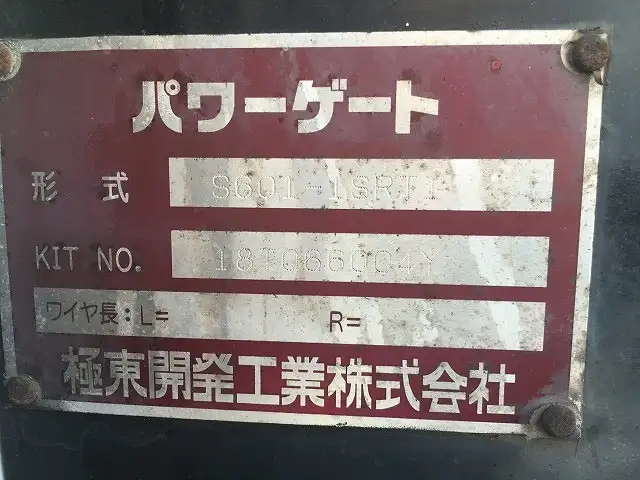 パワーゲート
形 式 S601-1SRT1
KIT NO. 18T066004Y
ワイヤ長：L= R=
極東開発工業株式会社